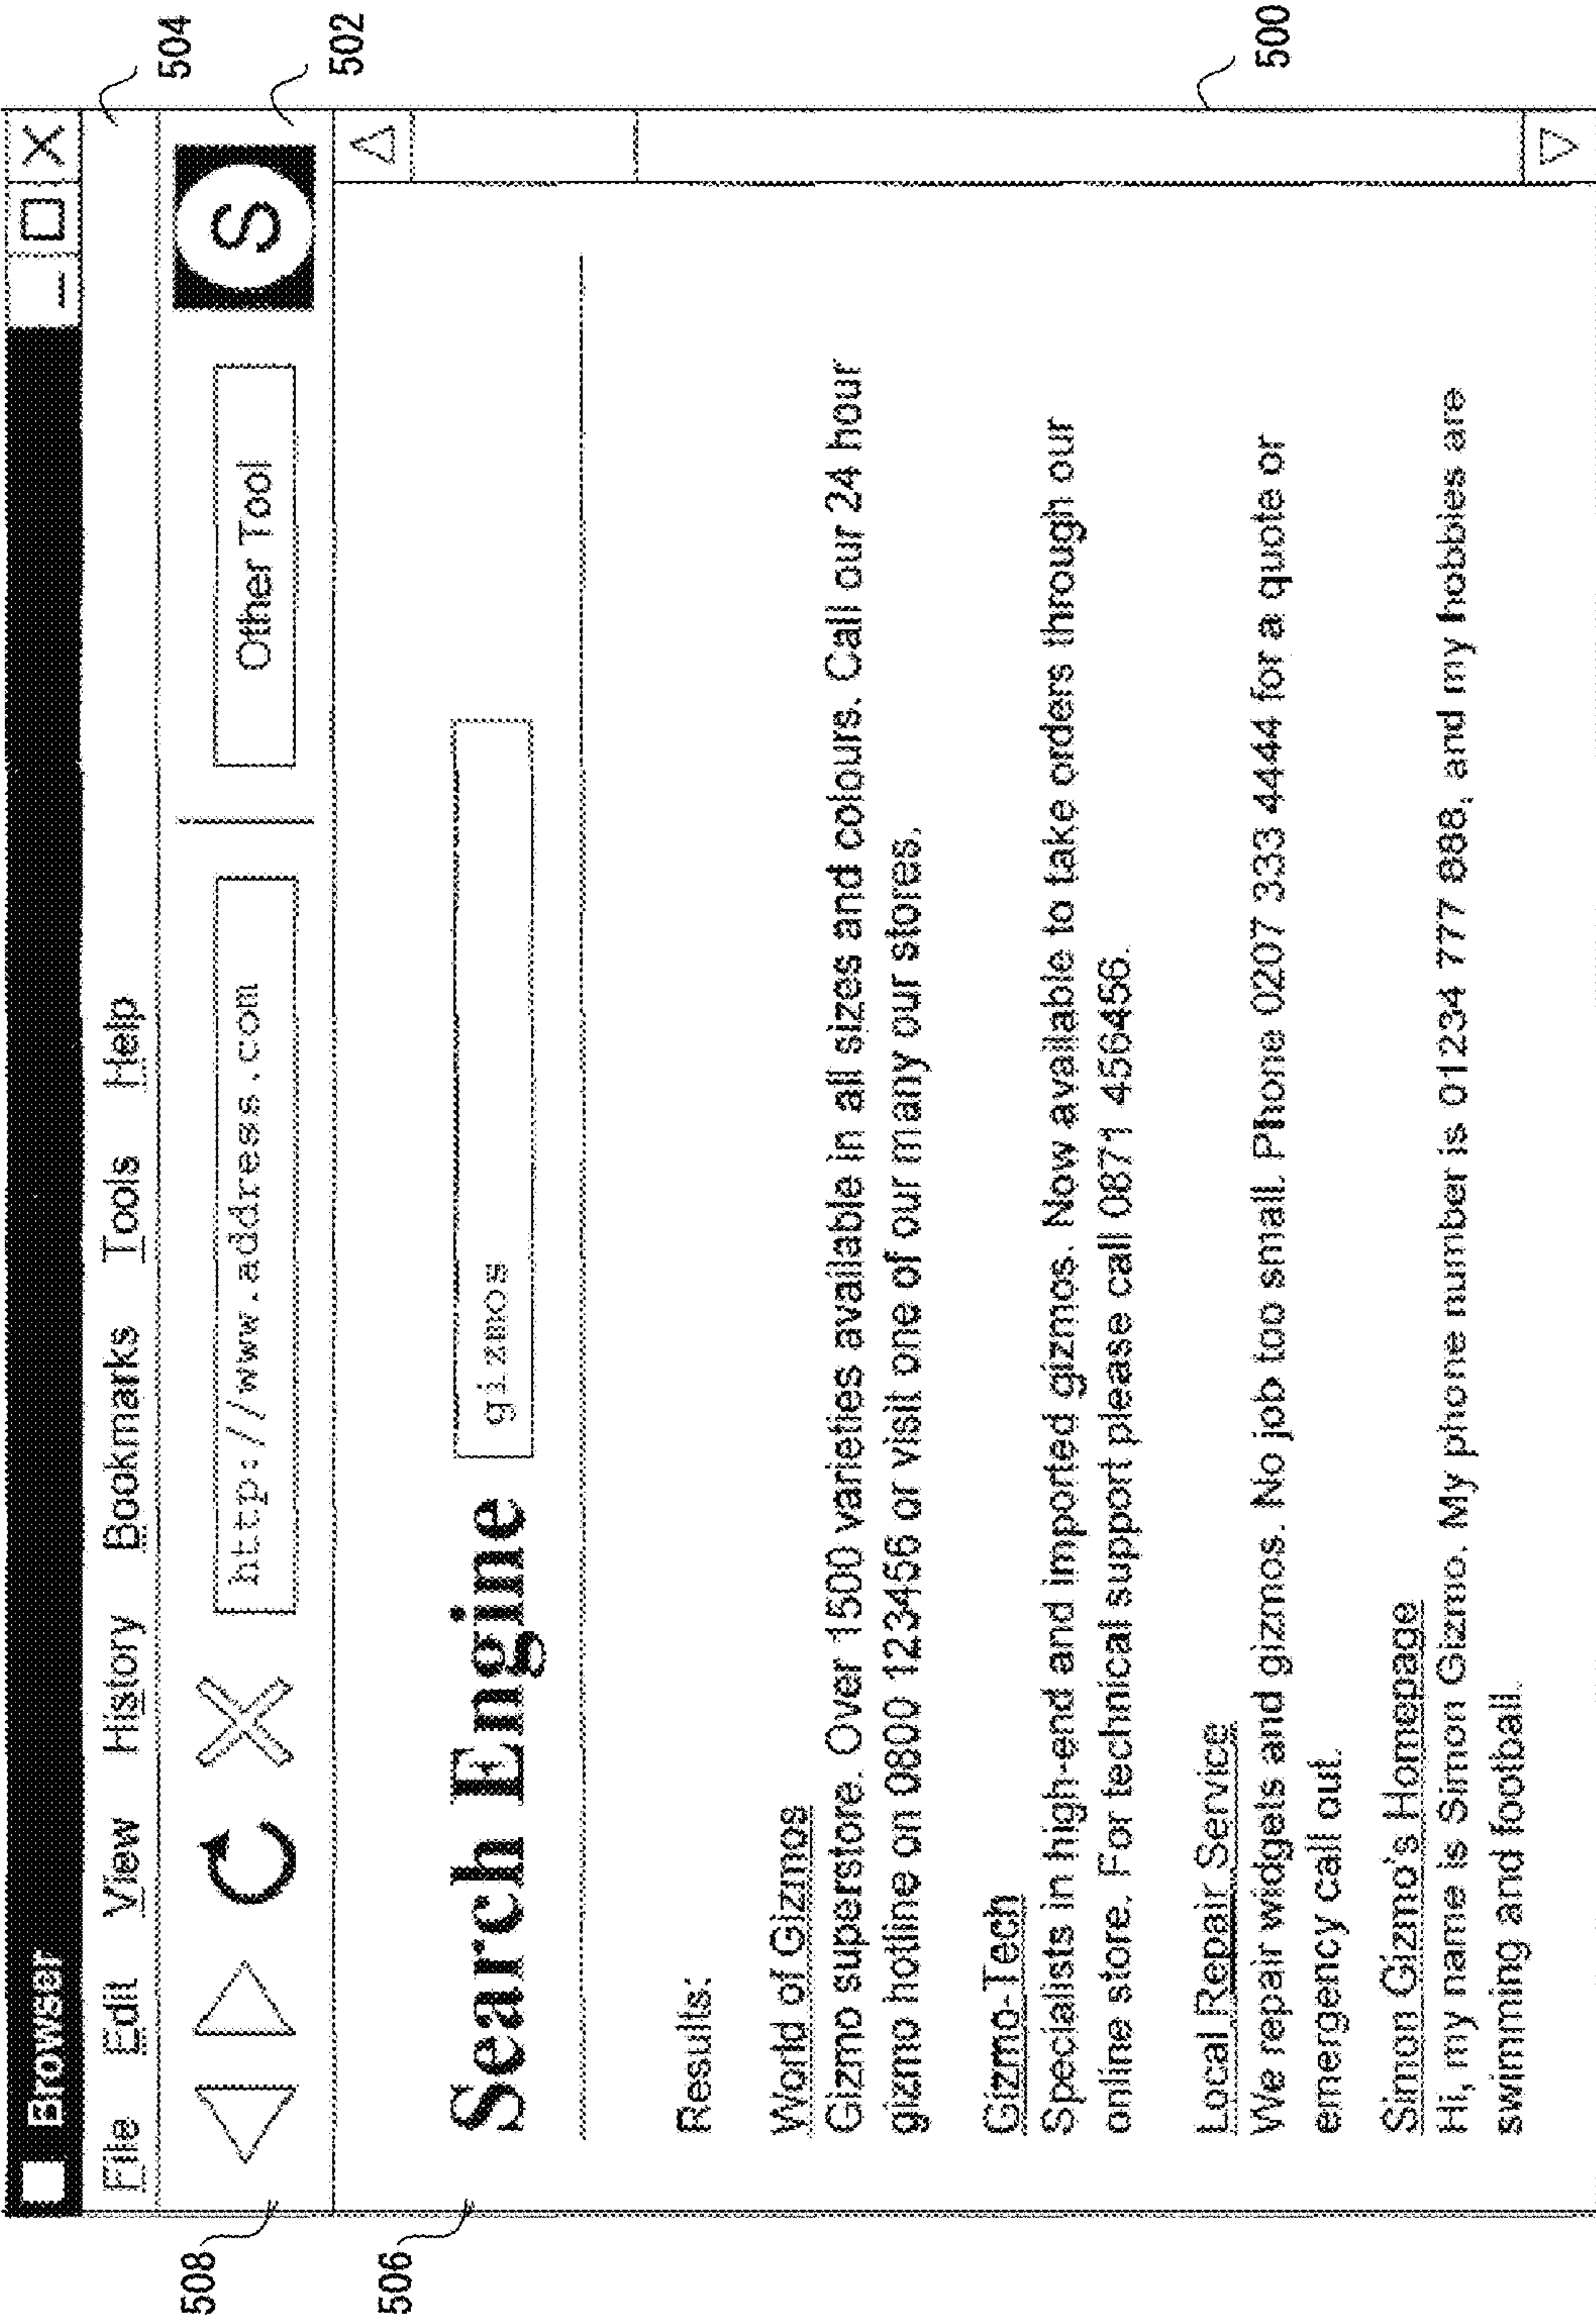 Browser
File Edit View History Bookmarks Tools Help
504
http://www.address.com Other Tool S
508
502
Search Engine gizmos
506
Results:
World of Gizmos
Gizmo superstore. Over 1500 varieties available in all sizes and colours. Call our 24 hour
gizmo hotline on 0800 123456 or visit one of our many our stores.
Gizmo-Tech
Specialists in high-end and imported gizmos. Now available to take orders through our
online store. For technical support please call 0871 456456.
500
Local Repair Service
We repair widgets and gizmos. No job too small. Phone 0207 333 4444 for a quote or
emergency call out.
Simon Gizmo's Homepage
Hi, my name is Simon Gizmo. My phone number is 01234 777 888, and my hobbies are
swimming and football.